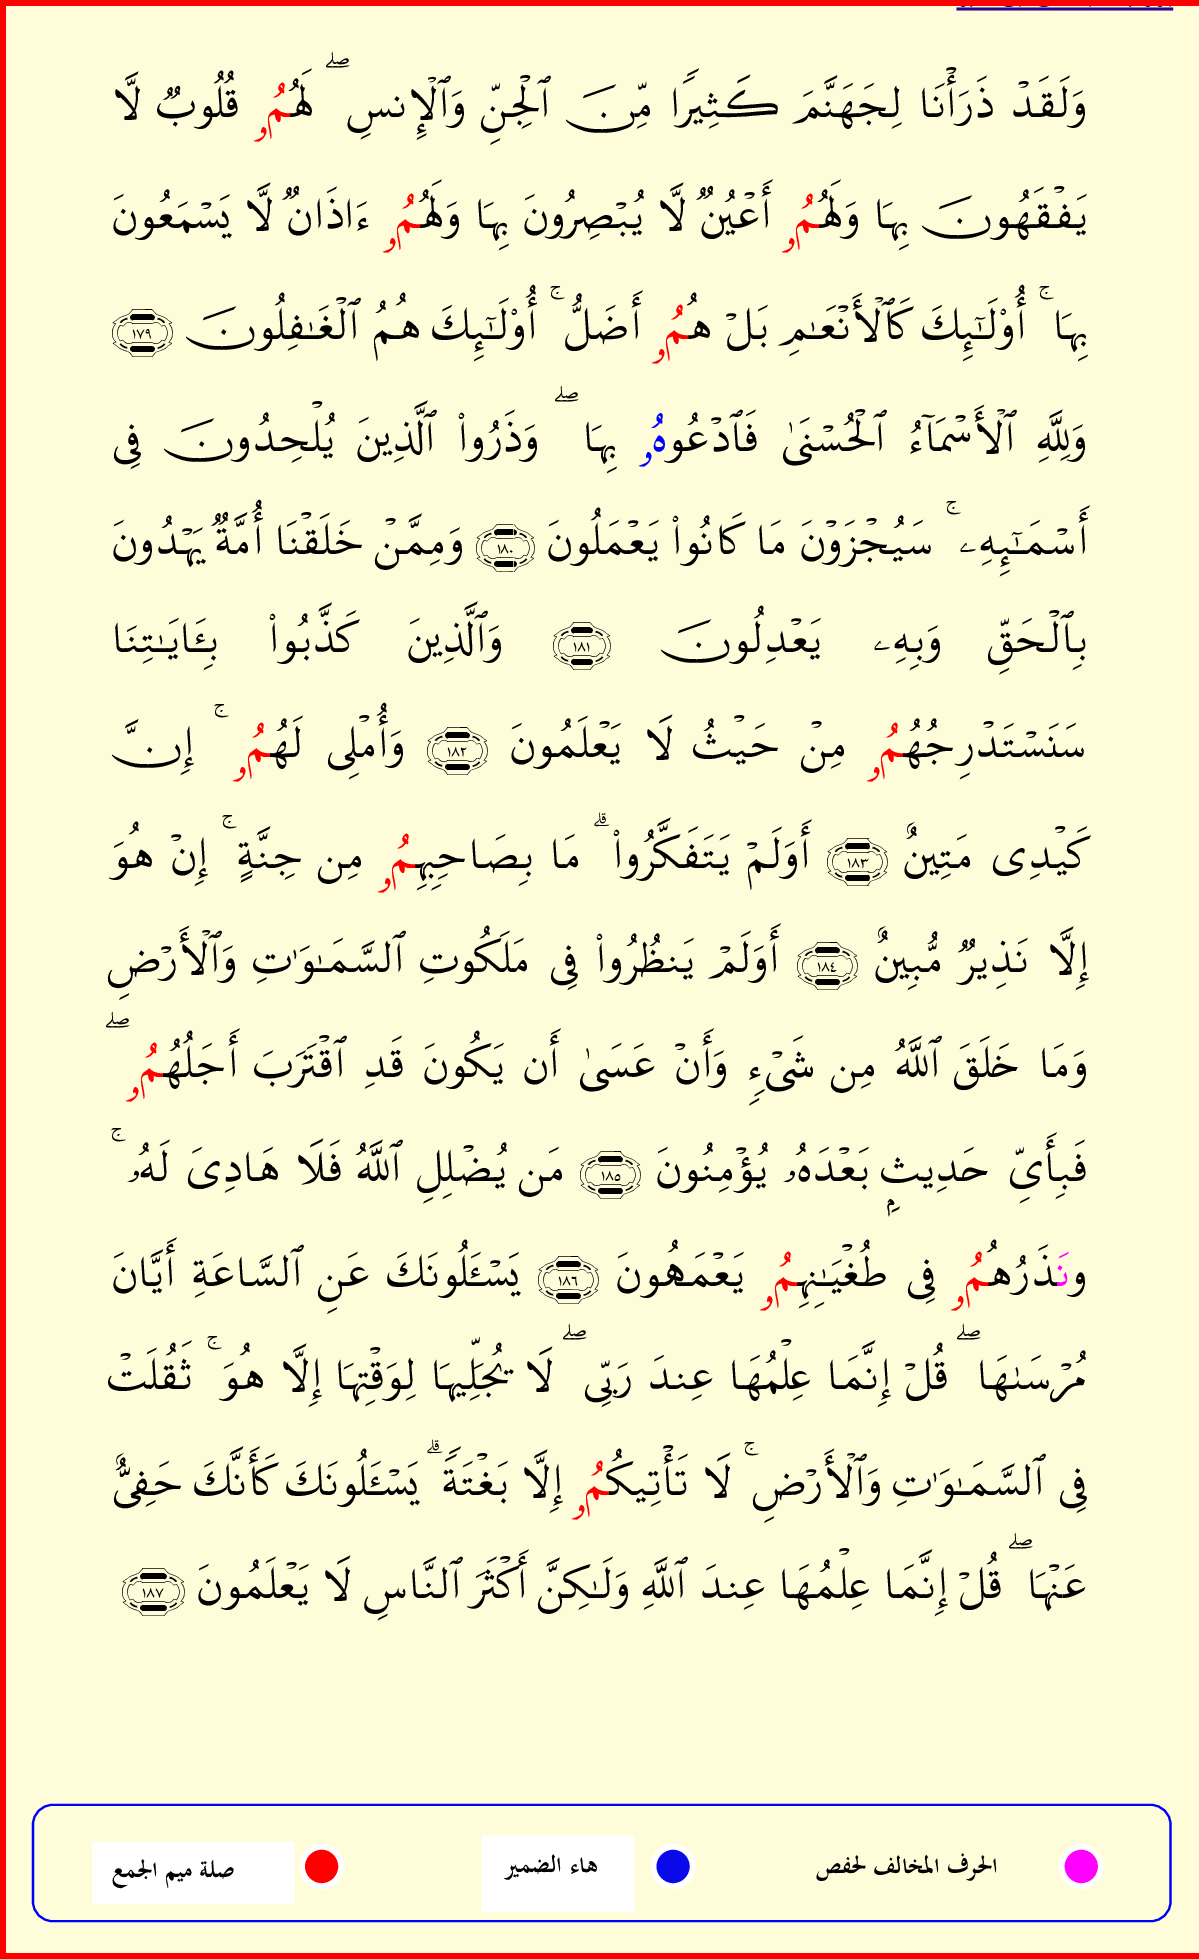 وَلَقَدۡ ذَرَأۡنَا لِجَهَنَّمَ كَثِيرٗا مِّنَ ٱلۡجِنِّ وَٱلۡإِنسِۖ لَهُمُۥ قُلُوبٞ لَّا
يَفۡقَهُونَ بِهَا وَلَهُمُۥ أَعۡيُنٞ لَّا يُبۡصِرُونَ بِهَا وَلَهُمُۥ ءَاذَانٞ لَّا يَسۡمَعُونَ
بِهَاۚ أُوْلَٰٓئِكَ كَٱلۡأَنۡعَٰمِ بَلۡ هُمُۥ أَضَلُّۚ أُوْلَٰٓئِكَ هُمُ ٱلۡغَٰفِلُونَ ١٧٩
وَلِلَّهِ ٱلۡأَسۡمَآءُ ٱلۡحُسۡنَىٰ فَٱدۡعُوهُۥ بِهَاۖ وَذَرُواْ ٱلَّذِينَ يُلۡحِدُونَ فِي
أَسۡمَٰٓئِهِۦۚ سَيُجۡزَوۡنَ مَا كَانُواْ يَعۡمَلُونَ ١٨٠ وَمِمَّنۡ خَلَقۡنَا أُمَّةٞ يَهۡدُونَ
بِٱلۡحَقِّ وَبِهِۦ يَعۡدِلُونَ ١٨١ وَٱلَّذِينَ كَذَّبُواْ بِـَٔايَٰتِنَا
سَنَسۡتَدۡرِجُهُمُۥ مِنۡ حَيۡثُ لَا يَعۡلَمُونَ ١٨٢ وَأُمۡلِي لَهُمُۥۚ إِنَّ
كَيۡدِي مَتِينٌ ١٨٣ أَوَلَمۡ يَتَفَكَّرُواْۗ مَا بِصَاحِبِهِمُۥ مِن جِنَّةٍۚ إِنۡ هُوَ
إِلَّا نَذِيرٞ مُّبِينٌ ١٨٤ أَوَلَمۡ يَنظُرُواْ فِي مَلَكُوتِ ٱلسَّمَٰوَٰتِ وَٱلۡأَرۡضِ
وَمَا خَلَقَ ٱللَّهُ مِن شَيۡءٖ وَأَنۡ عَسَىٰ أَن يَكُونَ قَدِ ٱقۡتَرَبَ أَجَلُهُمُۥۖ
فَبِأَيِّ حَدِيثِۭ بَعۡدَهُۥ يُؤۡمِنُونَ ١٨٥ مَن يُضۡلِلِ ٱللَّهُ فَلَا هَادِيَ لَهُۥۚ
ونَذَرُهُمُۥ فِي طُغۡيَٰنِهِمُۥ يَعۡمَهُونَ ١٨٦ يَسۡـَٔلُونَكَ عَنِ ٱلسَّاعَةِ أَيَّانَ
مُرۡسَىٰهَاۖ قُلۡ إِنَّمَا عِلۡمُهَا عِندَ رَبِّيۖ لَا يُجَلِّيهَا لِوَقۡتِهَا إِلَّا هُوَۚ ثَقُلَتۡ
فِي ٱلسَّمَٰوَٰتِ وَٱلۡأَرۡضِۚ لَا تَأۡتِيكُمُۥ إِلَّا بَغۡتَةٗۗ يَسۡـَٔلُونَكَ كَأَنَّكَ حَفِيٌّ
عَنۡهَاۖ قُلۡ إِنَّمَا عِلۡمُهَا عِندَ ٱللَّهِ وَلَٰكِنَّ أَكۡثَرَ ٱلنَّاسِ لَا يَعۡلَمُونَ ١٨٧
الحرف المخالف لحفص هاء الضمير صلة ميم الجمع